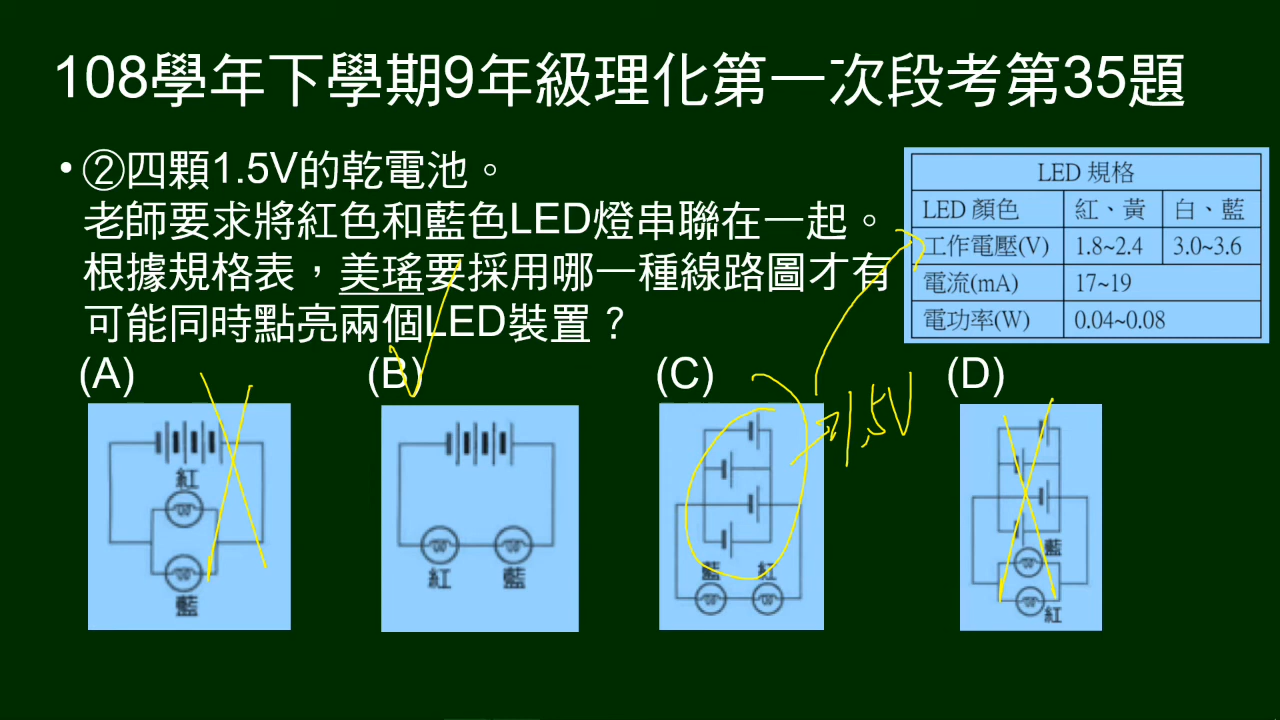 108學年下學期9年級理化第一次段考第35題
•②四顆1.5V的乾電池。
老師要求將紅色和藍色LED燈串聯在一起。
根據規格表，美瑤要採用哪一種線路圖才有
可能同時點亮兩個LED裝置？
LED 規格
LED 顏色 紅、黃 白、藍
工作電壓(V) 1.8~2.4 3.0~3.6
電流(mA) 17~19
電功率(W) 0.04~0.08
(A) (B) (C) (D)
1.5V
紅
藍
紅 藍
藍 紅
藍
紅